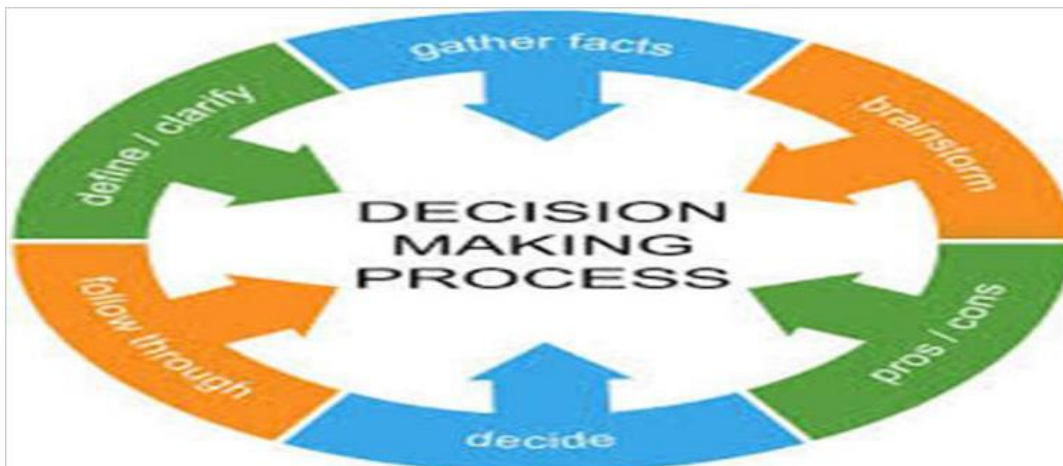 gather facts
define / clarify
brainstorm
DECISION
MAKING
PROCESS
follow through
pros / cons
decide